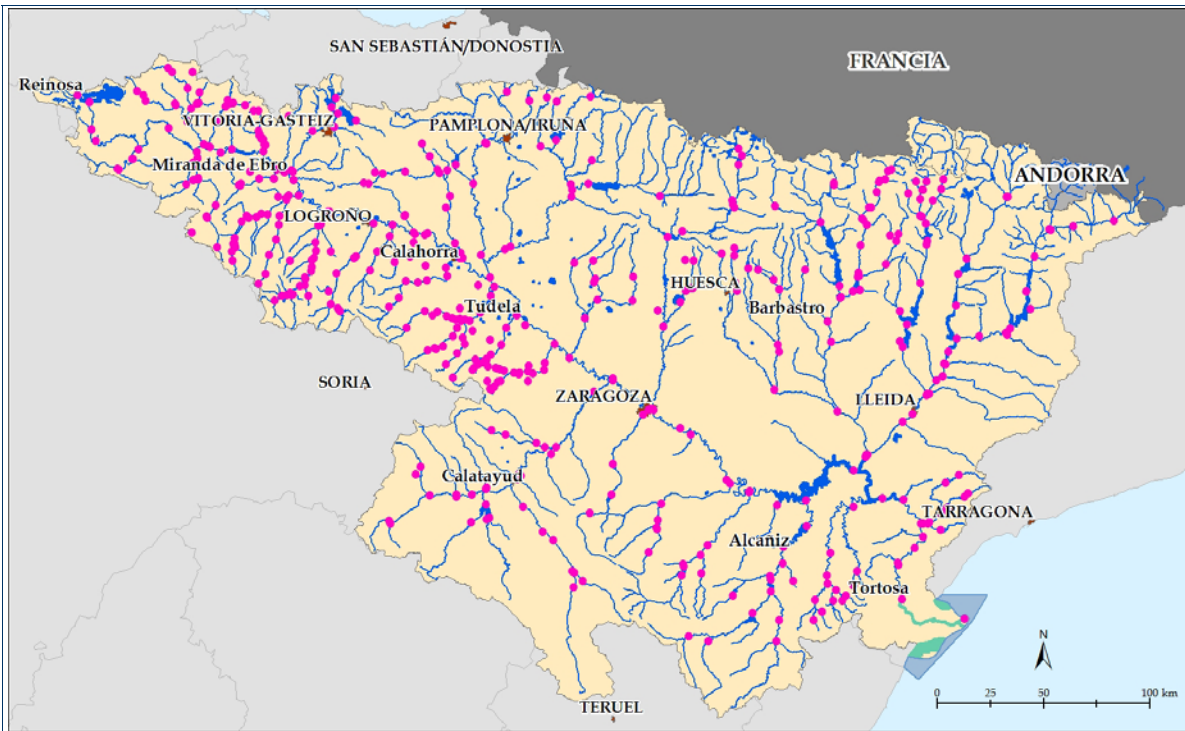 SAN SEBASTIÁN/DONOSTIA
FRANCIA
Reinosa
VITORIA-GASTEIZ
PAMPLONA/IRUÑA
Miranda de Ebro
ANDORRA
LOGROÑO
Calahorra
HUESCA
Tudela
Barbastro
SORIA
ZARAGOZA
LLEIDA
Calatayud
TARRAGONA
Alcañiz
Tortosa
N
0 25 50 100 km
TERUEL